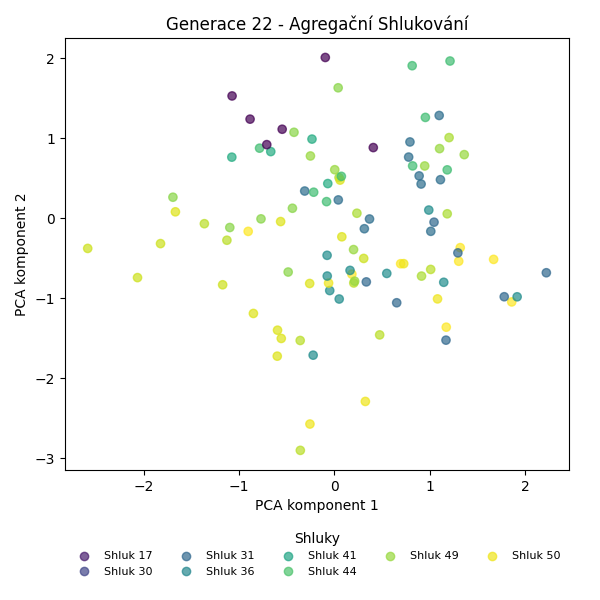 Generace 22 - Agregační Shlukování
PCA komponent 2
2
1
0
−1
−2
−3
−2
−1
0
1
2
PCA komponent 1
Shluky
Shluk 17
Shluk 31
Shluk 41
Shluk 49
Shluk 50
Shluk 30
Shluk 36
Shluk 44